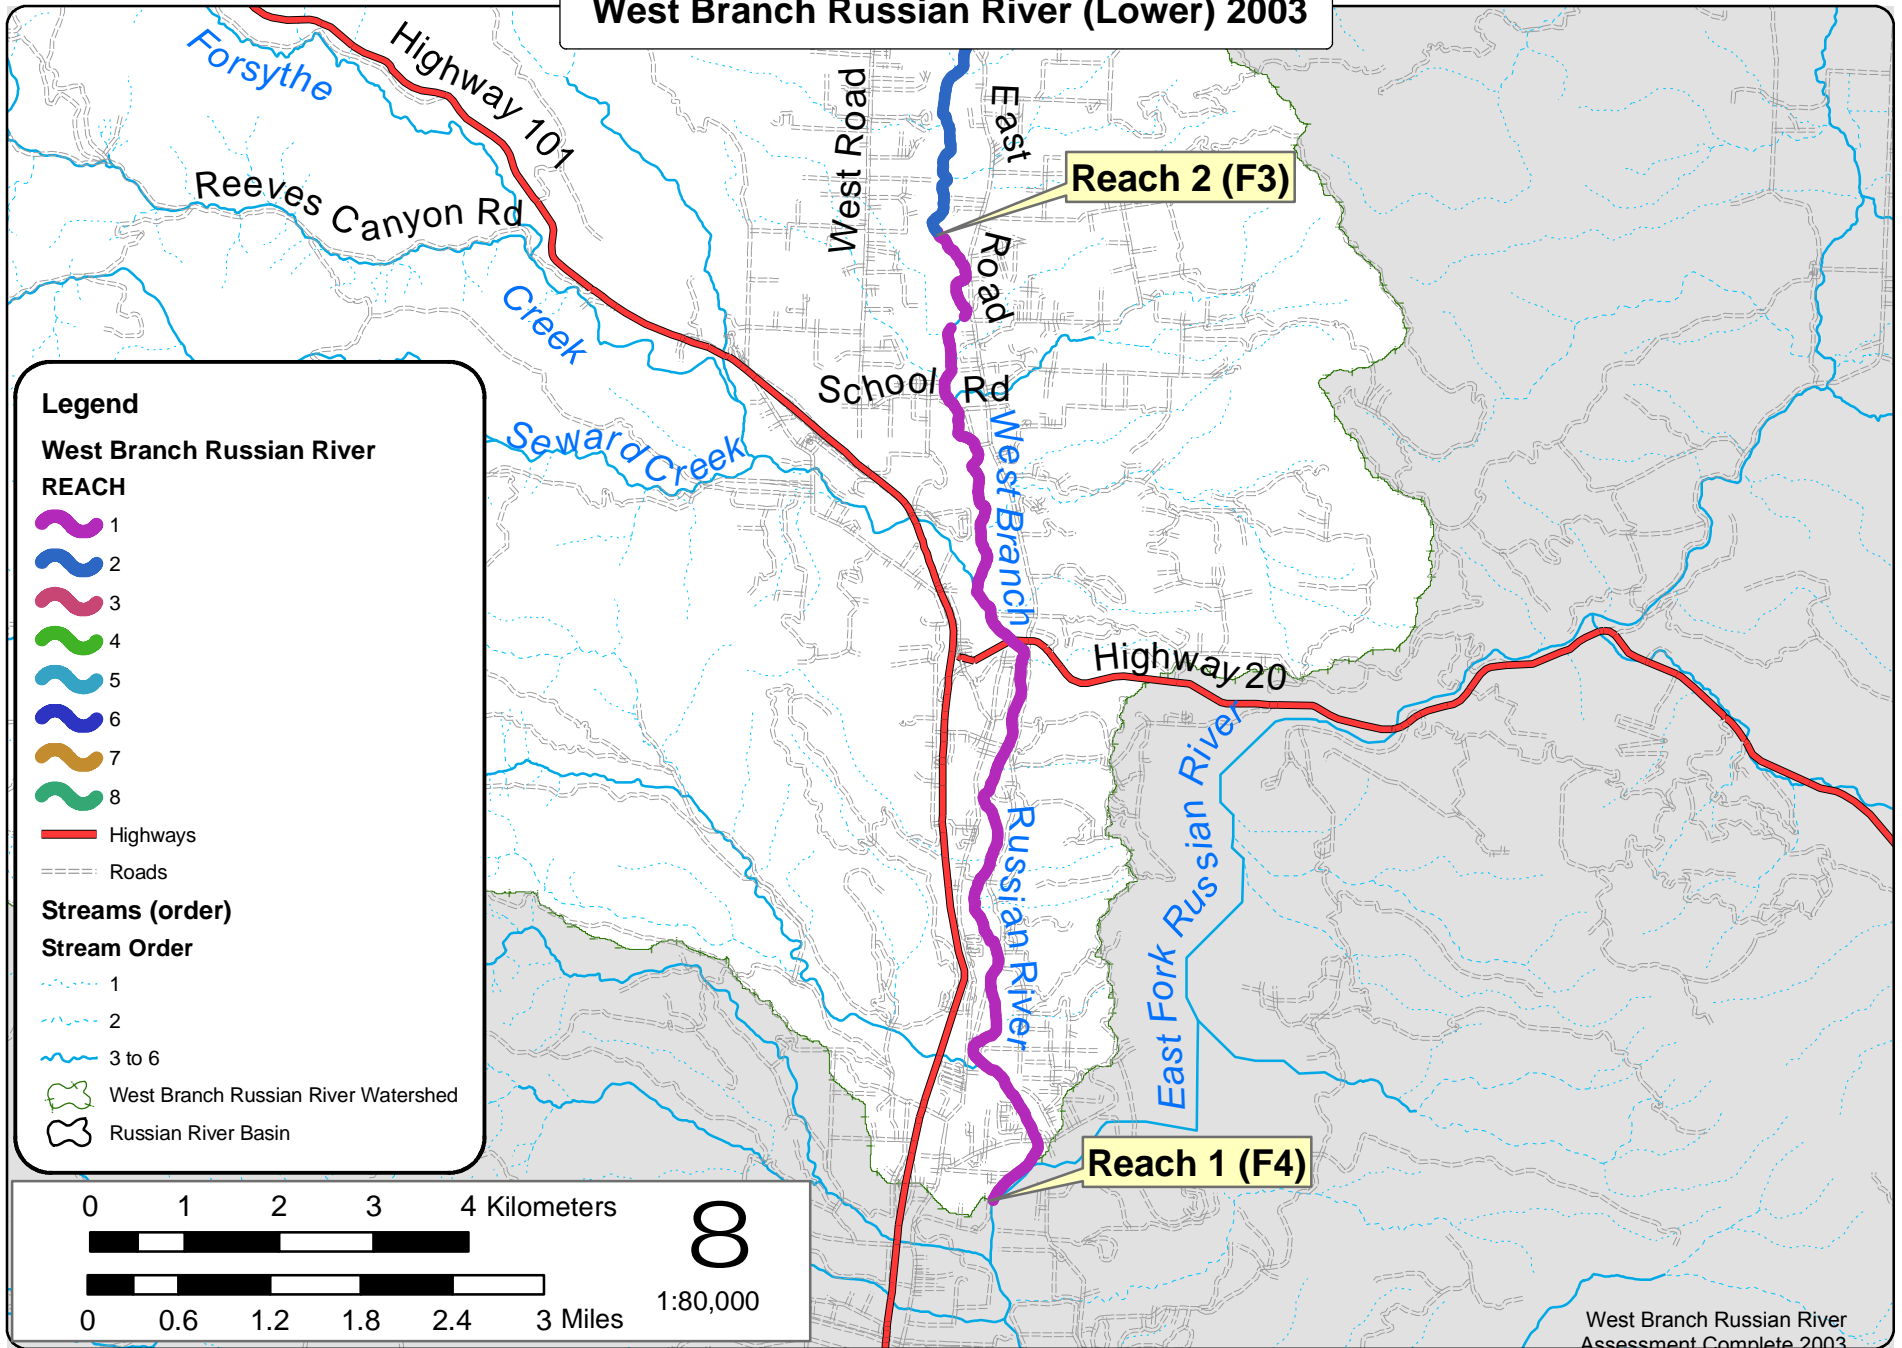 West Branch Russian River (Lower) 2003
Forsythe
Creek
Highway 101
Reeves Canyon Rd
West Road
East
Road
Reach 2 (F3)
School Rd
Seward Creek
West Branch
Russian River
Highway 20
East Fork Russian River
Reach 1 (F4)
Legend
West Branch Russian River
REACH
1
2
3
4
5
6
7
8
Highways
Roads
Streams (order)
Stream Order
1
2
3 to 6
West Branch Russian River Watershed
Russian River Basin
0 1 2 3 4 Kilometers
0 0.6 1.2 1.8 2.4 3 Miles
8
1:80,000
West Branch Russian River
Assessment Complete 2003